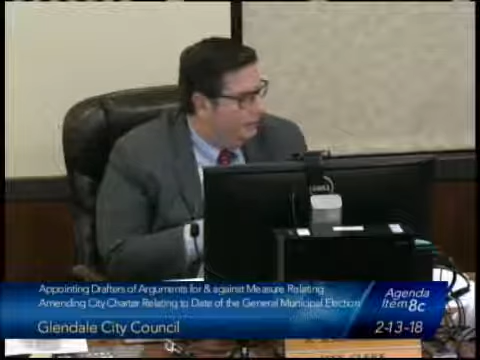 DELL
Appointing Drafters of Arguments for & against Measure Relating
Amending City Charter Relating to Date of the General Municipal Election
Agenda
Item 8c
Glendale City Council
2-13-18